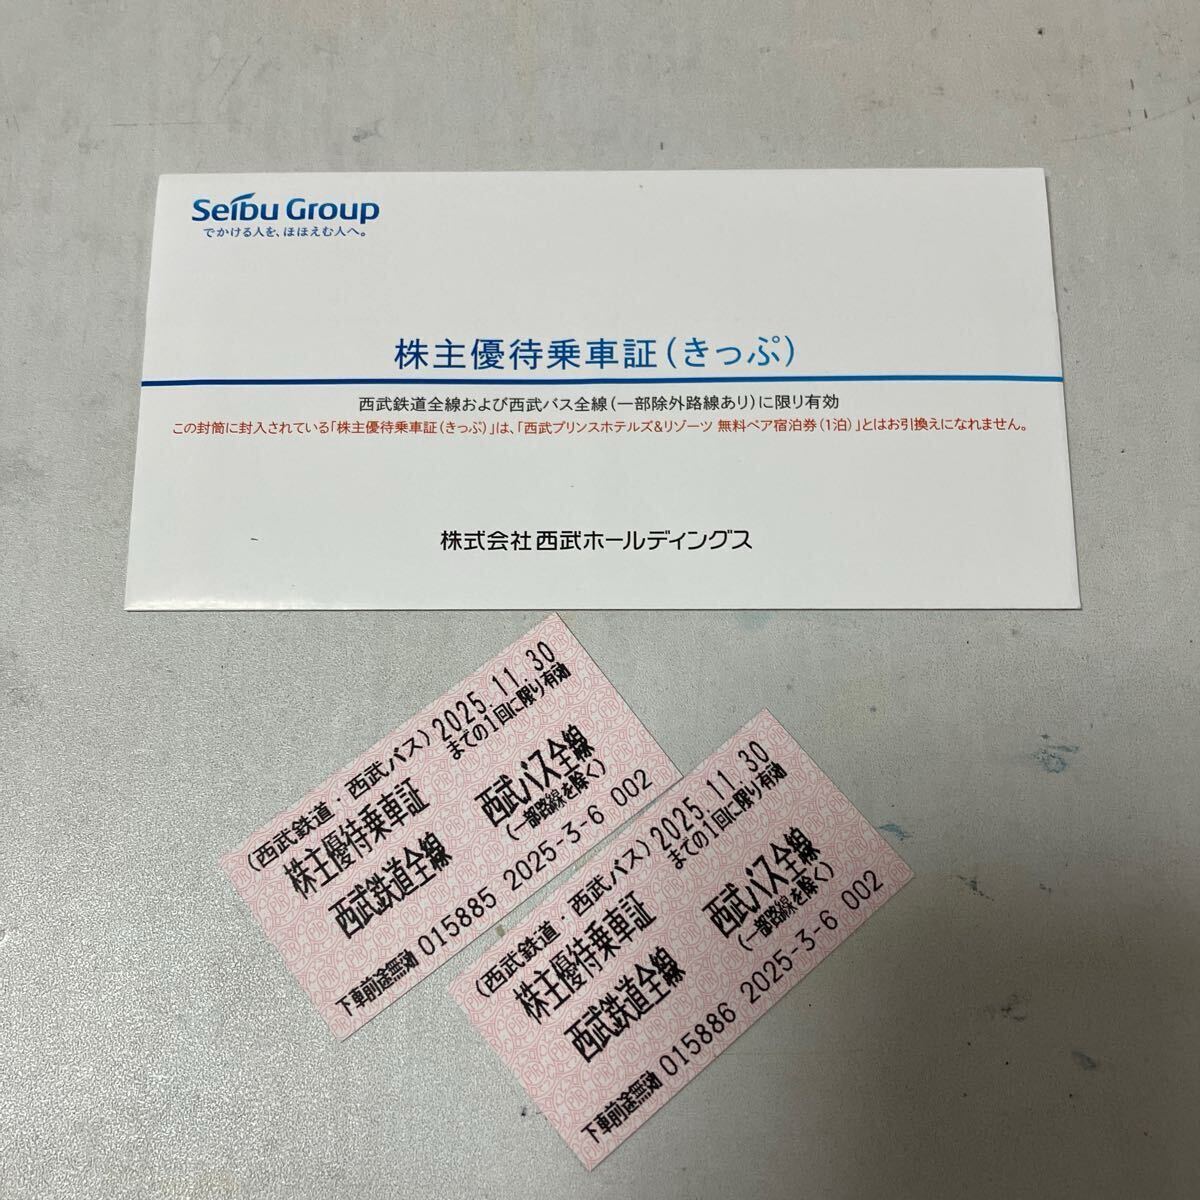 Seibu Group
でかける人を、ほほえむ人へ。
株主優待乗車証(きっぷ)
西武鉄道全線および西武バス全線(一部除外路線あり)に限り有効
この封筒に封入されている「株主優待乗車証(きっぷ)」は、「西武プリンスホテルズ&リゾーツ 無料ペア宿泊券(1泊)」とはお引換えになれません。
株式会社 西武ホールディングス
(西武鉄道・西武バス) 2025.11.30
株主優待乗車証 までの1回に限り有効
西武鉄道全線 西武バス全線
(一部路線を除く)
下車前途無効 015885 2025-3-6 002
(西武鉄道・西武バス) 2025.11.30
株主優待乗車証 までの1回に限り有効
西武鉄道全線 西武バス全線
(一部路線を除く)
下車前途無効 015886 2025-3-6 002